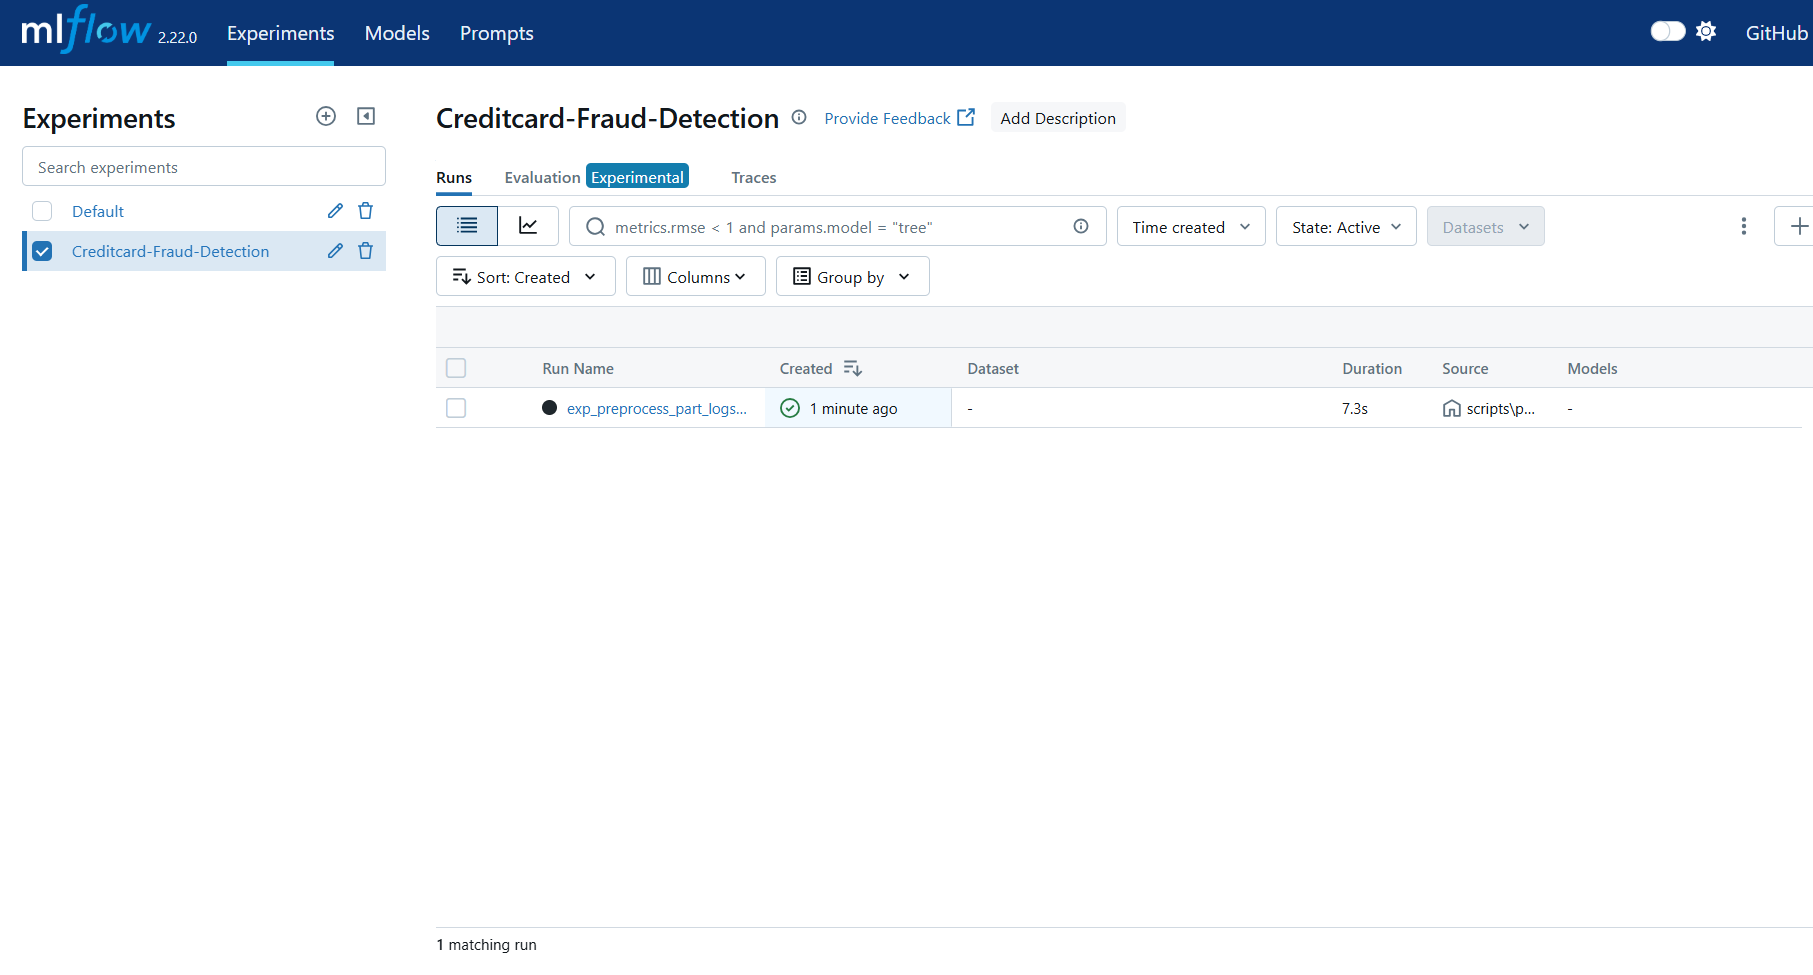 mlflow 2.22.0 Experiments Models Prompts GitHub
Experiments
Search experiments
Default
Creditcard-Fraud-Detection
Creditcard-Fraud-Detection Provide Feedback Add Description
Runs Evaluation Experimental Traces
metrics.rmse < 1 and params.model = "tree" Time created State: Active Datasets
Sort: Created Columns Group by
Run Name Created Dataset Duration Source Models
exp_preprocess_part_logs... 1 minute ago - 7.3s scripts\p... -
1 matching run